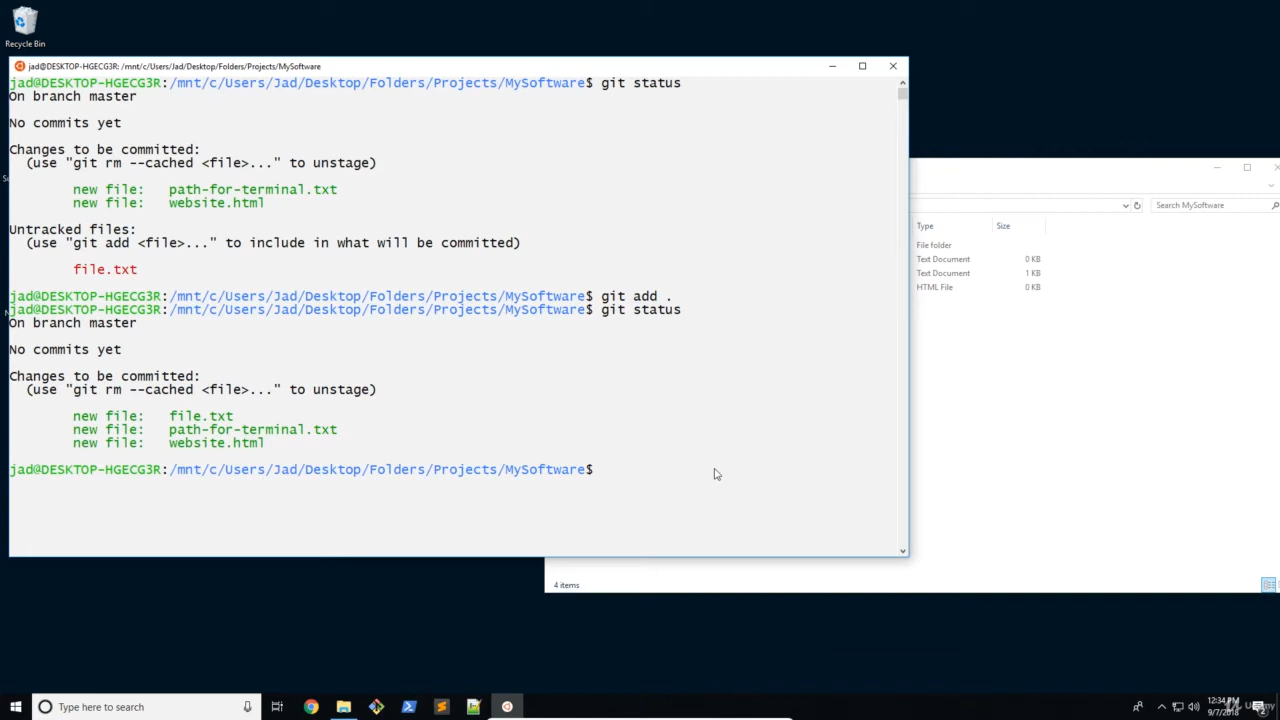 Recycle Bin
jad@DESKTOP-HGECG3R: /mnt/c/Users/Jad/Desktop/Folders/Projects/MySoftware
jad@DESKTOP-HGECG3R:/mnt/c/Users/Jad/Desktop/Folders/Projects/MySoftware$ git status
On branch master
No commits yet
Changes to be committed:
(use "git rm --cached <file>..." to unstage)
new file: path-for-terminal.txt
new file: website.html
Untracked files:
(use "git add <file>..." to include in what will be committed)
file.txt
jad@DESKTOP-HGECG3R:/mnt/c/Users/Jad/Desktop/Folders/Projects/MySoftware$ git add .
jad@DESKTOP-HGECG3R:/mnt/c/Users/Jad/Desktop/Folders/Projects/MySoftware$ git status
On branch master
No commits yet
Changes to be committed:
(use "git rm --cached <file>..." to unstage)
new file: file.txt
new file: path-for-terminal.txt
new file: website.html
jad@DESKTOP-HGECG3R:/mnt/c/Users/Jad/Desktop/Folders/Projects/MySoftware$
Search MySoftware
Type Size
File folder
Text Document 0 KB
Text Document 1 KB
HTML File 0 KB
4 items
Type here to search
12:34 PM
9/7/2018
Udemy